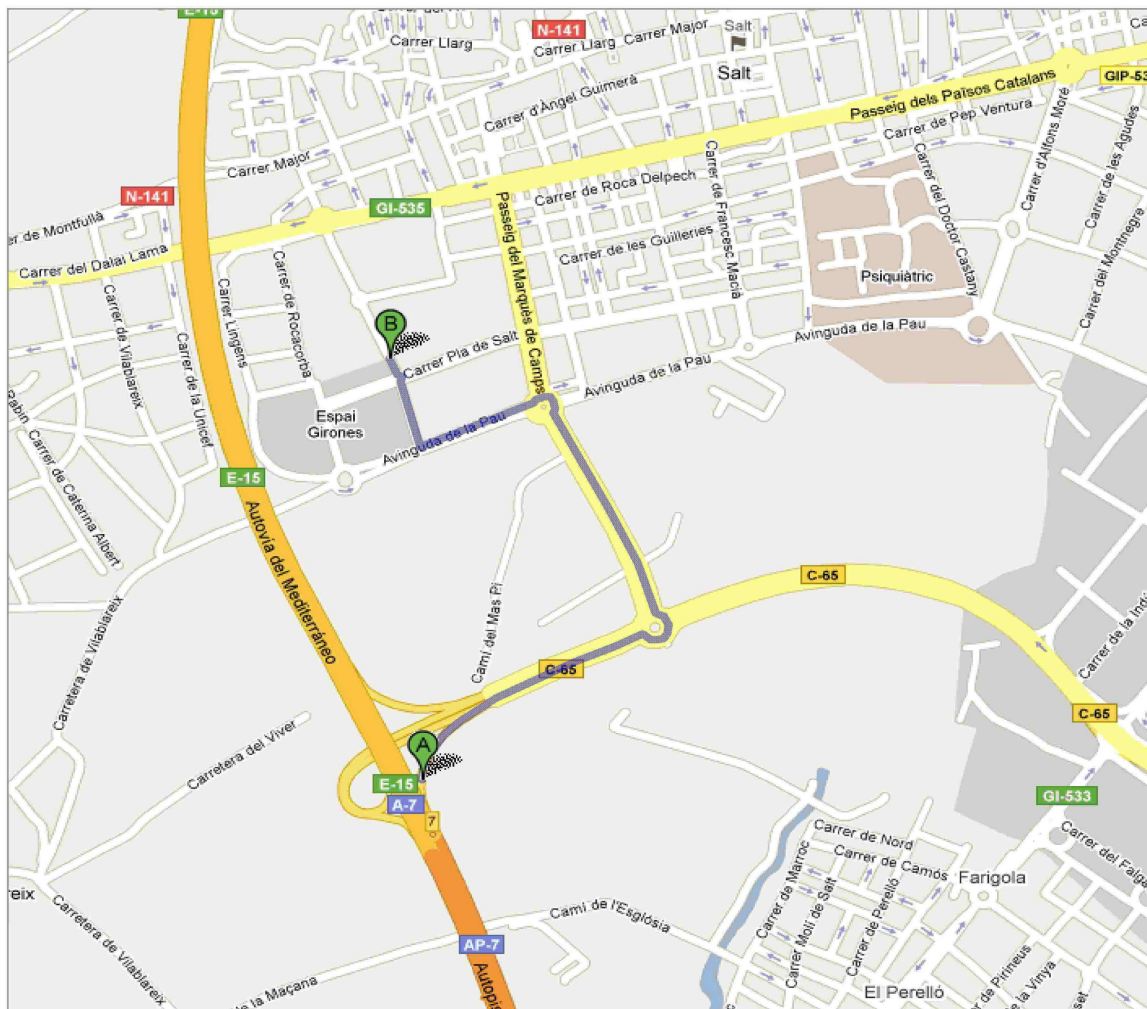 E-15
Carrer Llarg
N-141
Carrer Llarg
Carrer Major
Salt
Salt
GIP-53
Passeig dels Països Catalans
Carrer d'Àngel Guimerà
Carrer de Pep Ventura
Carrer d'Alfons Moré
Carrer de les Agudes
Carrer Major
N-141
Carrer de Roca Delpech
Carrer de Francesc Macià
Carrer del Doctor Castany
GI-535
Passeig del Marquès de Camps
er de Montfullà
Carrer del Dalai Lama
Carrer de les Guilleries
Carrer del Montnegre
Psiquiàtric
Carrer Lingens
Carrer de Rocacorba
Carrer de Vilablareix
Carrer de la Unicef
B
Carrer Pla de Salt
Avinguda de la Pau
Avinguda de la Pau
Espai
Girones
Avinguda de la Pau
Rabin
Carrer de Caterina Albert
E-15
Autovía del Mediterráneo
C-65
Camí del Mas Pi
Carretera de Vilablareix
C-65
Carrer de la Indú
C-65
Carretera del Viver
A
E-15
A-7
7
GI-533
Carrer de Nord
Carrer de Camós
Carrer del Falga
Carrer de Marroc
Carrer Molí de Salt
Carrer de Perelló
Farigola
reix
Carretera de Vilablareix
Camí de l'Esglósia
AP-7
Autopis
de la Maçana
El Perelló
r de Pirineus
de la Vinya
set